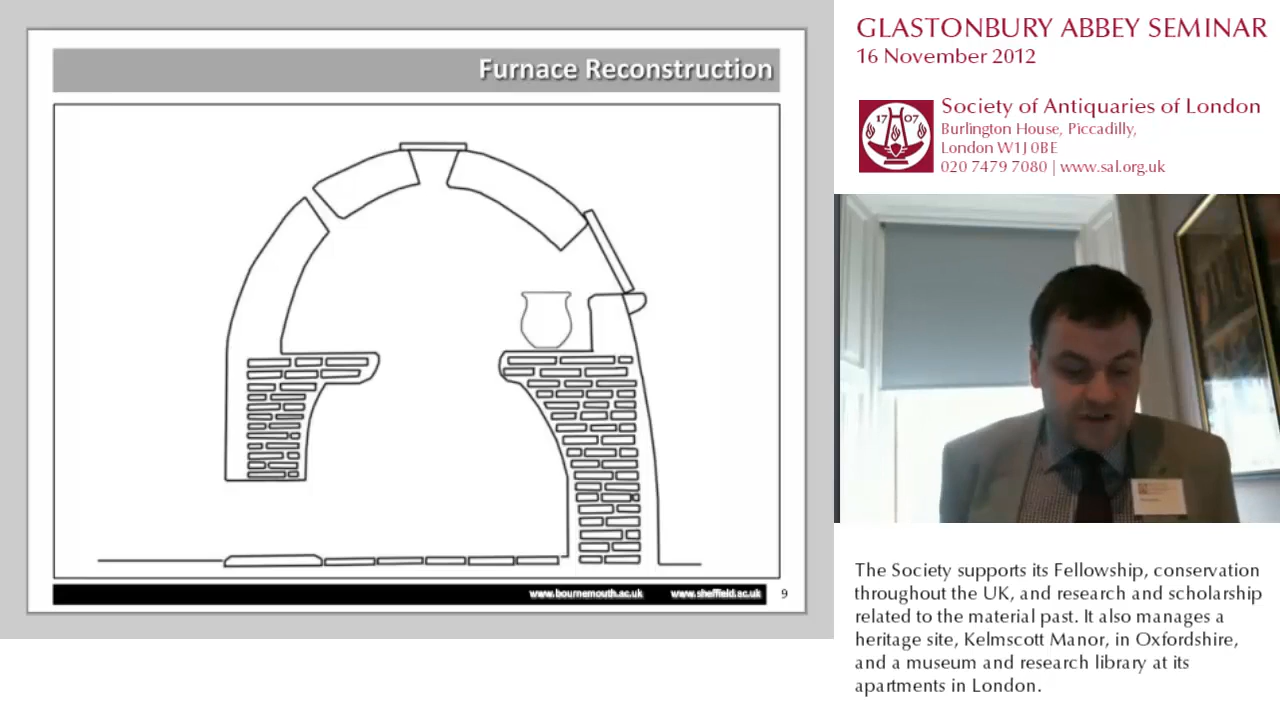 Furnace Reconstruction
www.bournemouth.ac.uk www.sheffield.ac.uk 9
GLASTONBURY ABBEY SEMINAR
16 November 2012
17 07
Society of Antiquaries of London
Burlington House, Piccadilly,
London W1J 0BE
020 7479 7080 | www.sal.org.uk
The Society supports its Fellowship, conservation
throughout the UK, and research and scholarship
related to the material past. It also manages a
heritage site, Kelmscott Manor, in Oxfordshire,
and a museum and research library at its
apartments in London.